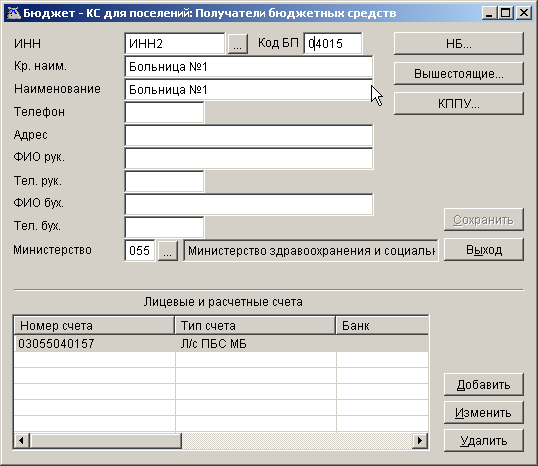 Бюджет - КС для поселений: Получатели бюджетных средств
ИНН ИНН2 ... Код БП 04015 НБ...
Кр. наим. Больница №1 Вышестоящие...
Наименование Больница №1
КППУ...
Телефон
Адрес
ФИО рук.
Тел. рук.
ФИО бух.
Тел. бух. Сохранить
Министерство 055 ... Министерство здравоохранения и социальн Выход
Лицевые и расчетные счета
Номер счета Тип счета Банк
03055040157 Л/с ПБС МБ
Добавить
Изменить
Удалить